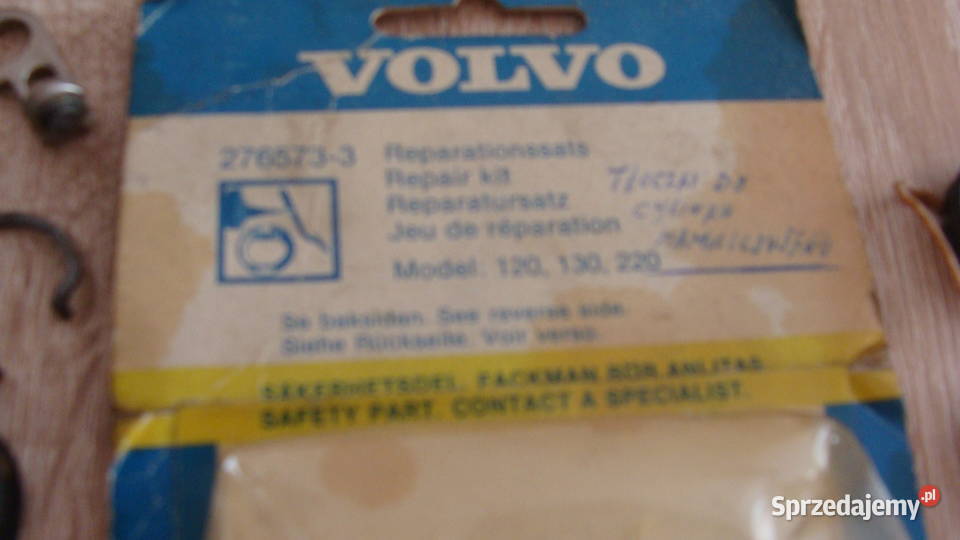 VOLVO
276573-3 Reparationssats
Repair kit
Reparatursatz
Jeu de réparation
Model: 120, 130, 220
Se baksidan. See reverse side.
Siehe Rückseite. Voir verso.
SÄKERHETSDEL. FACKMAN BÖR ANLITAS
SAFETY PART. CONTACT A SPECIALIST.
Sprzedajemy.pl